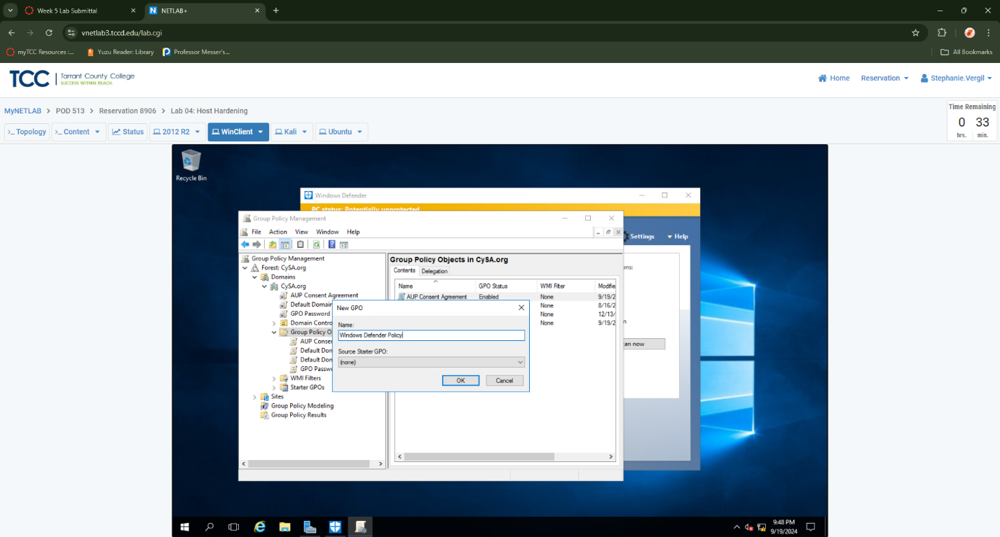 Week 5 Lab Submittal
NETLAB+
vnetlab3.tccd.edu/lab.cgi
myTCC Resources :...
Yuzu Reader: Library
Professor Messer's...
All Bookmarks
TCC
Tarrant County College
SUCCESS WITHIN REACH.
Home
Reservation
Stephanie.Vergil
MyNETLAB > POD 513 > Reservation 8906 > Lab 04: Host Hardening
Time Remaining
0 33
hrs. min.
>_ Topology
>_ Content
Status
2012 R2
WinClient
Kali
Ubuntu
Recycle Bin
Windows Defender
PC status: Potentially unprotected
Settings
Help
Group Policy Management
File Action View Window Help
Group Policy Management
Forest: CySA.org
Domains
CySA.org
AUP Consent Agreement
Default Domain
GPO Password
Domain Contro
Group Policy O
AUP Conse
Default Don
Default Don
GPO Passwo
WMI Filters
Starter GPOs
Sites
Group Policy Modeling
Group Policy Results
Group Policy Objects in CySA.org
Contents Delegation
Name GPO Status WMI Filter Modifie
AUP Consent Agreement Enabled None 9/19/2
None 8/16/2
None 12/13/
None 9/19/2
New GPO
Name:
Windows Defender Policy
Source Starter GPO:
(none)
OK Cancel
ons:
n
an now
9:48 PM
9/19/2024